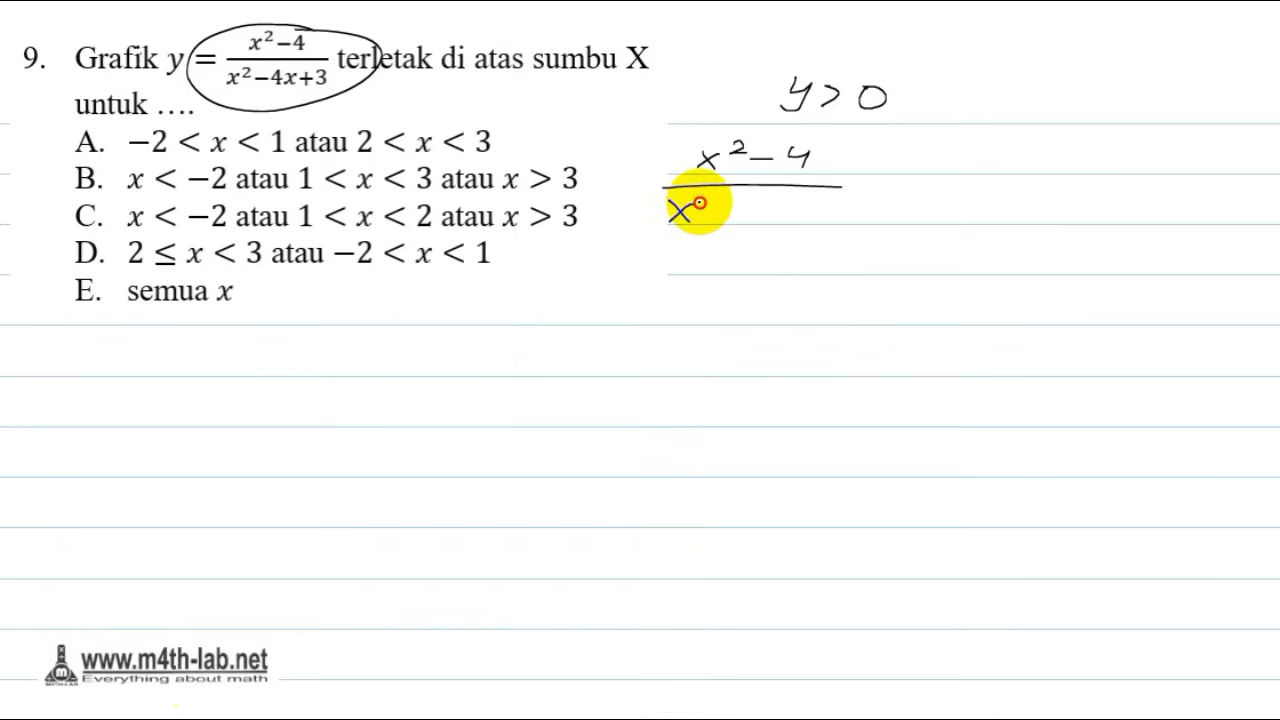 9. Grafik y = \frac{x²−4}{x²−4x+3} terletak di atas sumbu X
untuk ….
A. −2 < x < 1 atau 2 < x < 3
B. x < −2 atau 1 < x < 3 atau x > 3
C. x < −2 atau 1 < x < 2 atau x > 3
D. 2 ≤ x < 3 atau −2 < x < 1
E. semua x
y > 0
x² − 4
x
www.m4th-lab.net
Everything about math